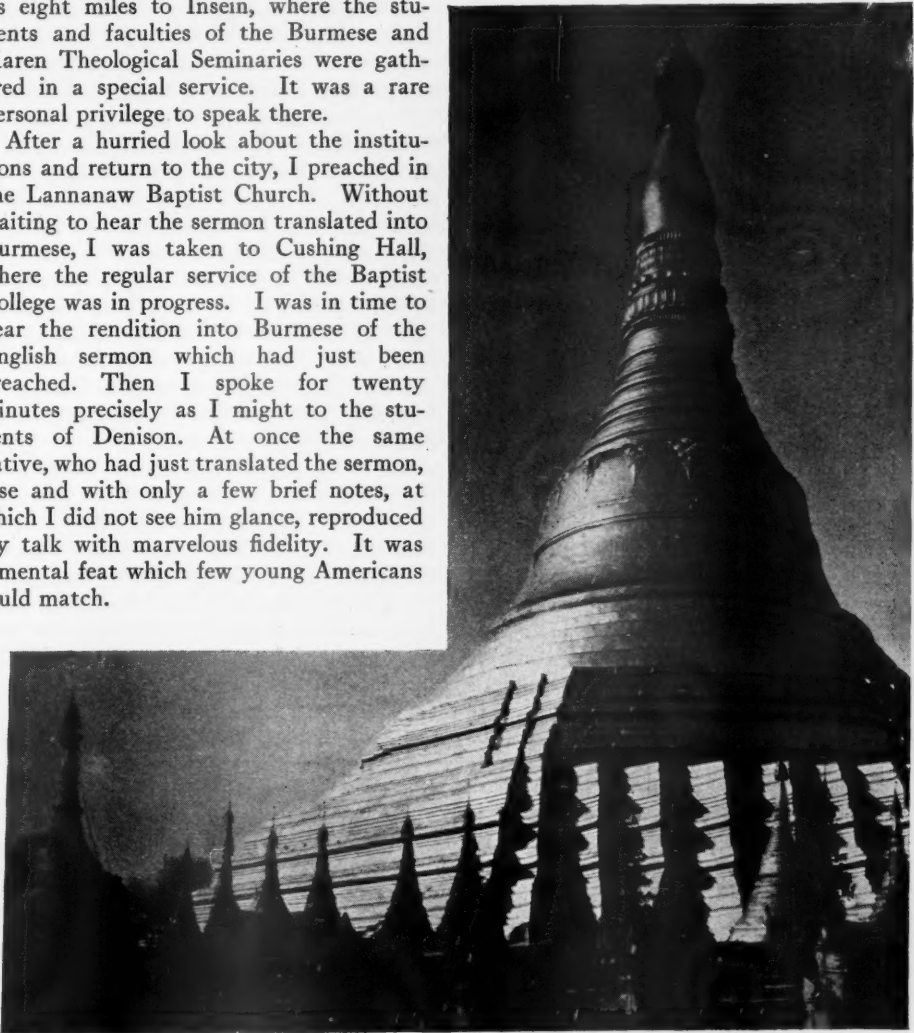 s eight miles to Insein, where the stu-
ents and faculties of the Burmese and
aren Theological Seminaries were gath-
red in a special service. It was a rare
ersonal privilege to speak there.
After a hurried look about the institu-
ons and return to the city, I preached in
he Lannanaw Baptist Church. Without
aiting to hear the sermon translated into
urmese, I was taken to Cushing Hall,
here the regular service of the Baptist
ollege was in progress. I was in time to
ear the rendition into Burmese of the
nglish sermon which had just been
reached. Then I spoke for twenty
inutes precisely as I might to the stu-
ents of Denison. At once the same
ative, who had just translated the sermon,
se and with only a few brief notes, at
hich I did not see him glance, reproduced
y talk with marvelous fidelity. It was
mental feat which few young Americans
uld match.